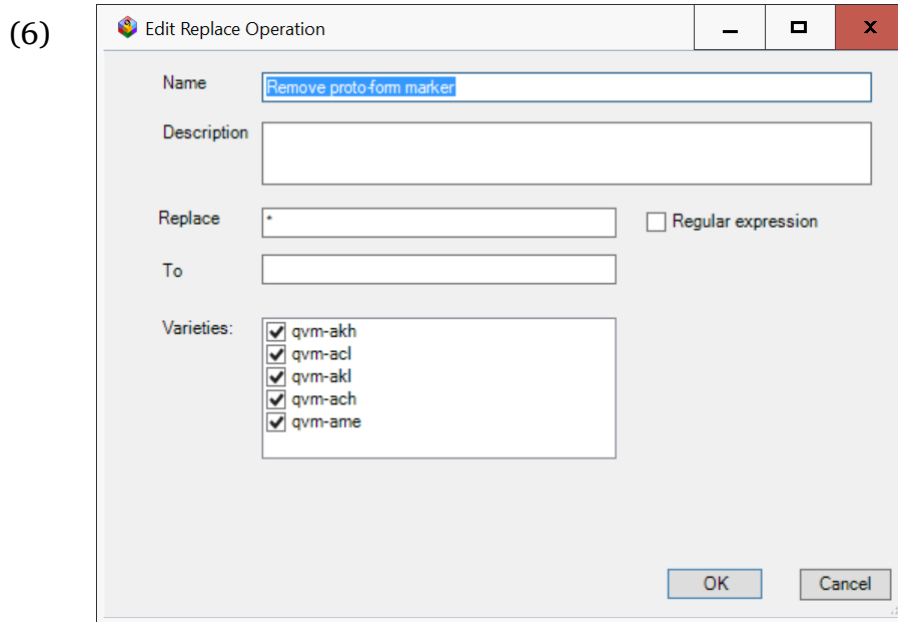 (6)
Edit Replace Operation
Name
Remove proto-form marker
Description
Replace
*
Regular expression
To
Varieties:
qvm-akh
qvm-acl
qvm-akl
qvm-ach
qvm-ame
OK Cancel